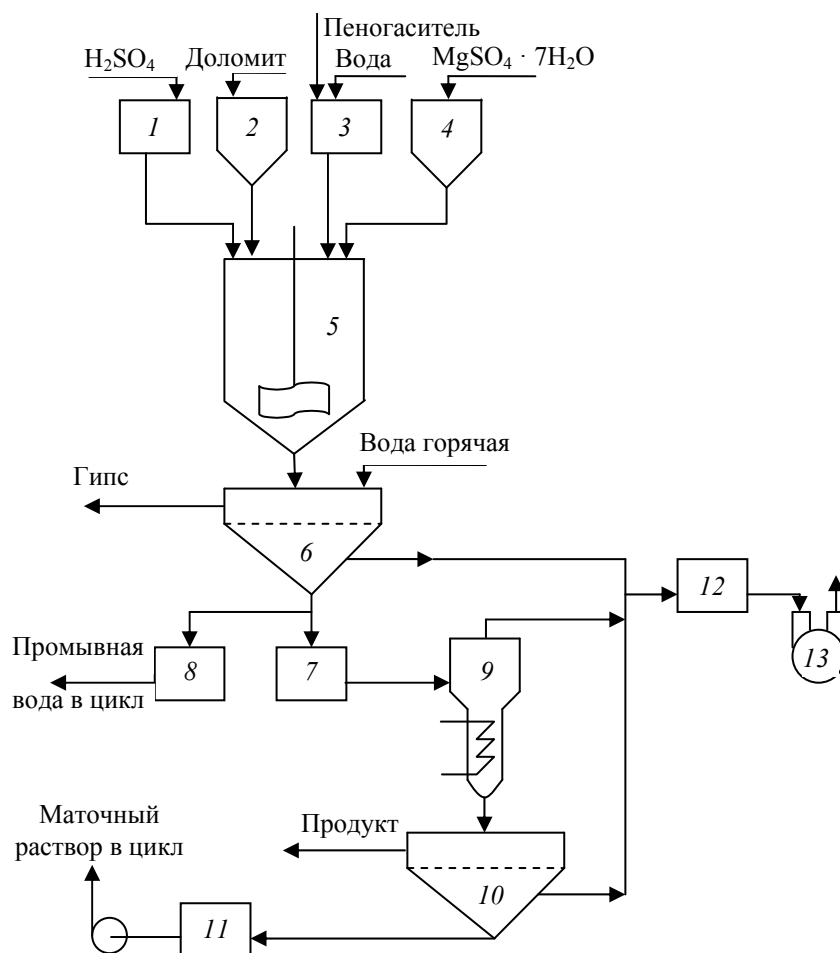 Пеногаситель
H₂SO₄
Доломит
Вода
MgSO₄ · 7H₂O
1
2
3
4
5
Вода горячая
Гипс
6
12
13
Промывная
вода в цикл
8
7
9
Маточный
раствор в цикл
Продукт
10
11